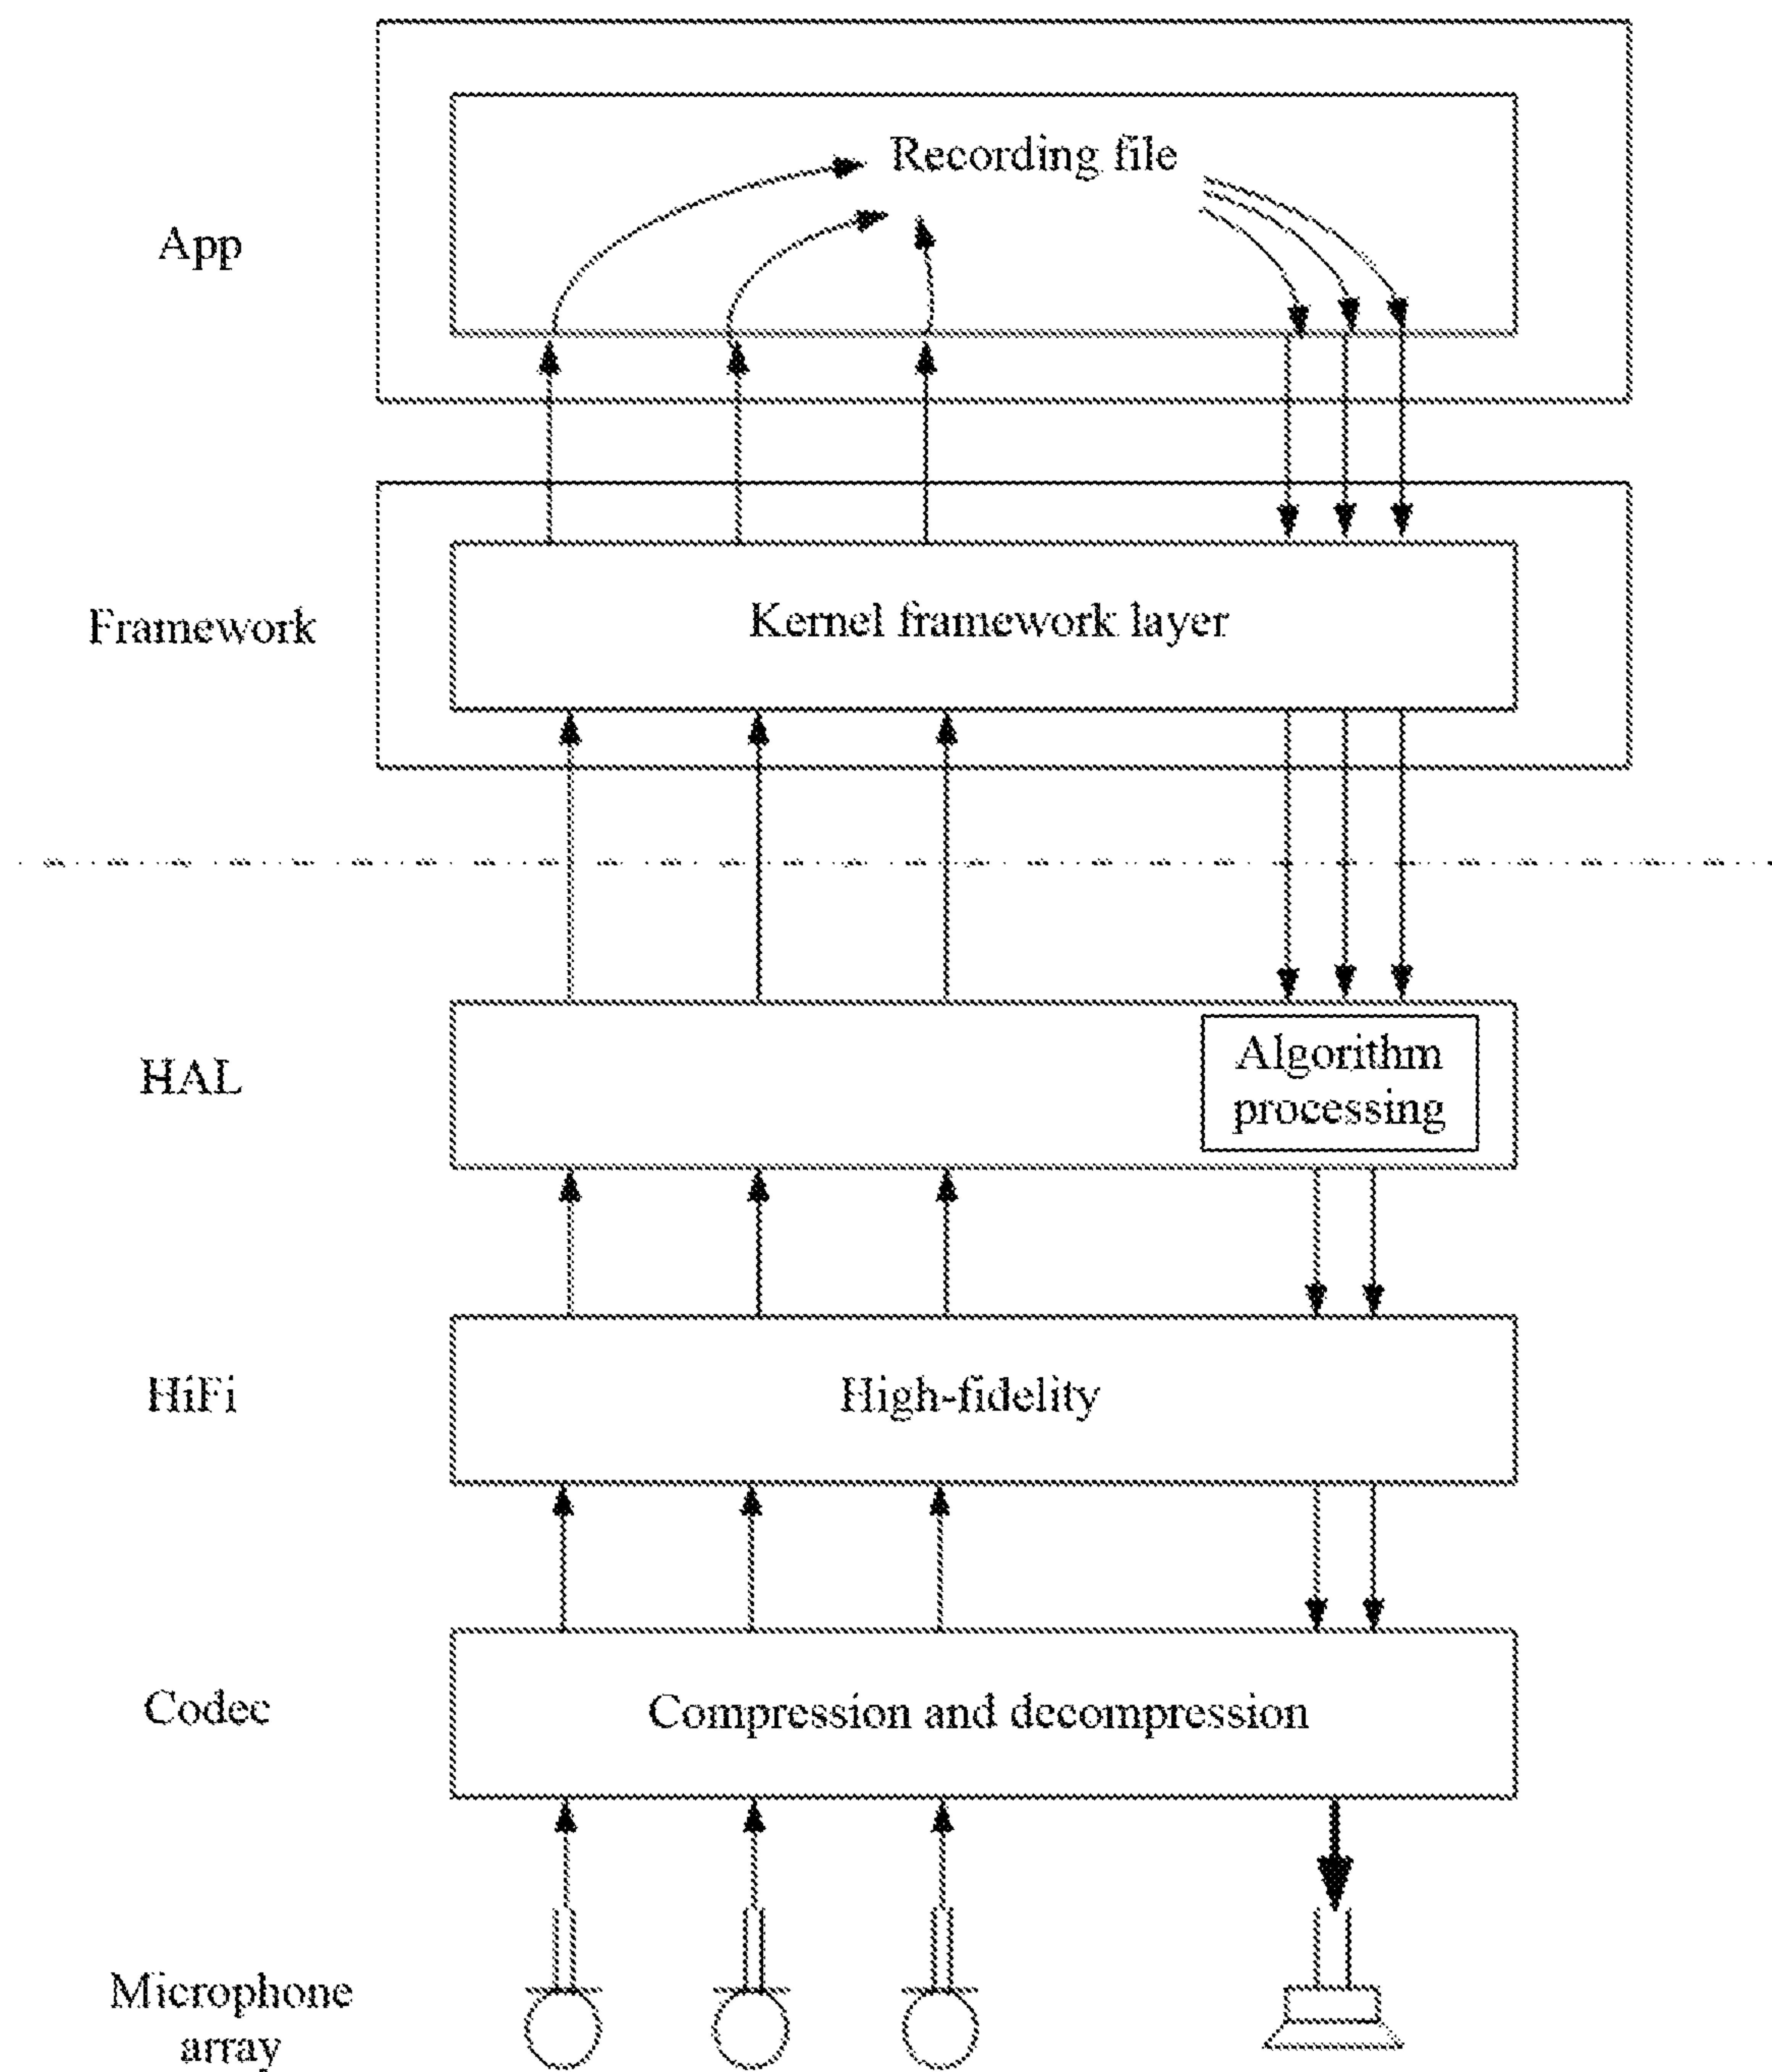 Recording file
App
Framework
Kernel framework layer
HAL
Algorithm
processing
HiFi
High-fidelity
Codec
Compression and decompression
Microphone
array